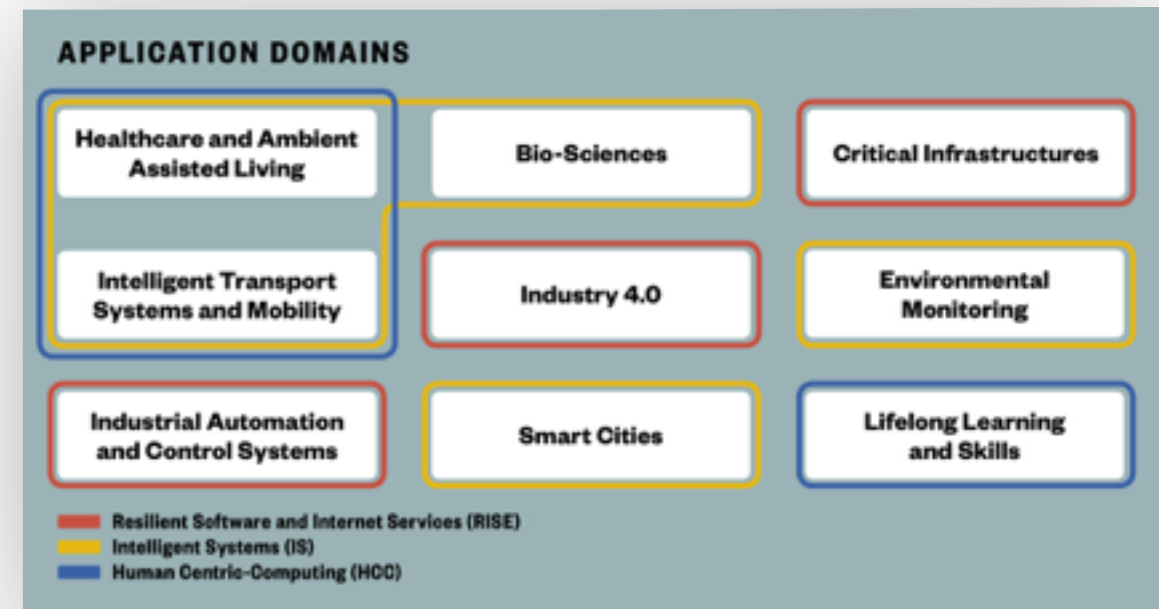 APPLICATION DOMAINS
Healthcare and Ambient
Assisted Living
Bio-Sciences
Critical Infrastructures
Intelligent Transport
Systems and Mobility
Industry 4.0
Environmental
Monitoring
Industrial Automation
and Control Systems
Smart Cities
Lifelong Learning
and Skills
Resilient Software and Internet Services (RISE)
Intelligent Systems (IS)
Human Centric-Computing (HCC)